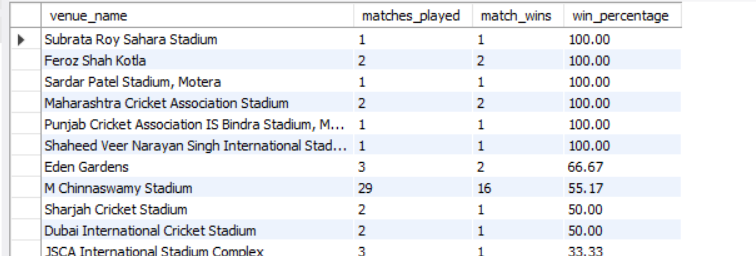 venue_name matches_played match_wins win_percentage
Subrata Roy Sahara Stadium 1 1 100.00
Feroz Shah Kotla 2 2 100.00
Sardar Patel Stadium, Motera 1 1 100.00
Maharashtra Cricket Association Stadium 2 2 100.00
Punjab Cricket Association IS Bindra Stadium, M... 1 1 100.00
Shaheed Veer Narayan Singh International Stad... 1 1 100.00
Eden Gardens 3 2 66.67
M Chinnaswamy Stadium 29 16 55.17
Sharjah Cricket Stadium 2 1 50.00
Dubai International Cricket Stadium 2 1 50.00
JSCA International Stadium Complex 3 1 33.33